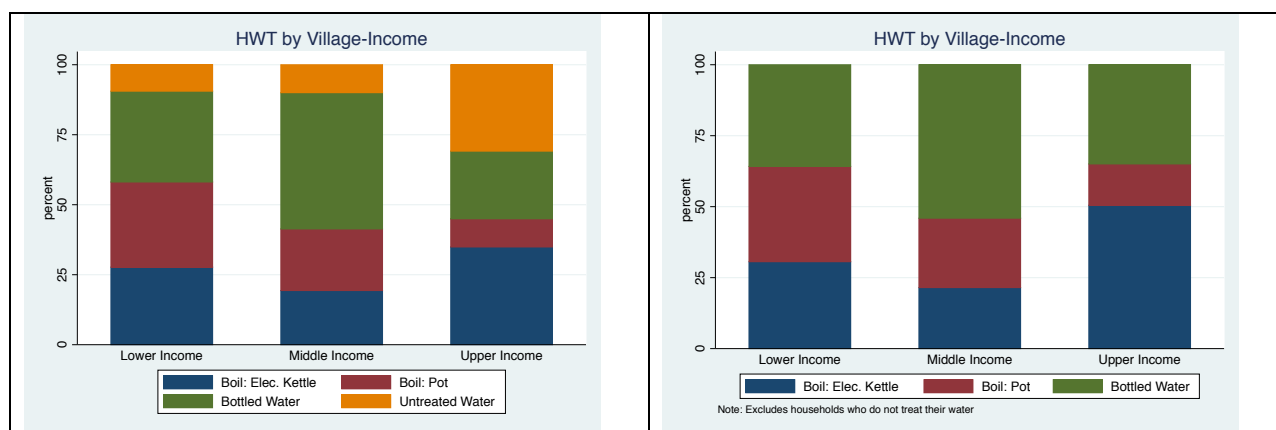 HWT by Village-Income
percent
100
75
50
25
0
Lower Income Middle Income Upper Income
Boil: Elec. Kettle Boil: Pot
Bottled Water Untreated Water
HWT by Village-Income
percent
100
75
50
25
0
Lower Income Middle Income Upper Income
Boil: Elec. Kettle Boil: Pot Bottled Water
Note: Excludes households who do not treat their water